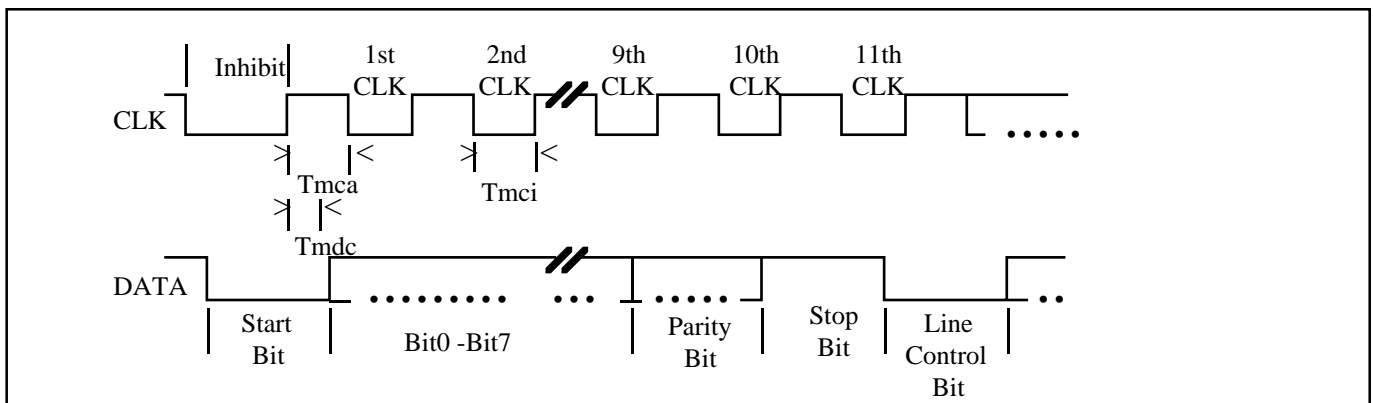 Inhibit
1st
CLK
2nd
CLK
9th
CLK
10th
CLK
11th
CLK
CLK
Tmca
Tmci
Tmdc
DATA
Start
Bit
Bit0 -Bit7
Parity
Bit
Stop
Bit
Line
Control
Bit